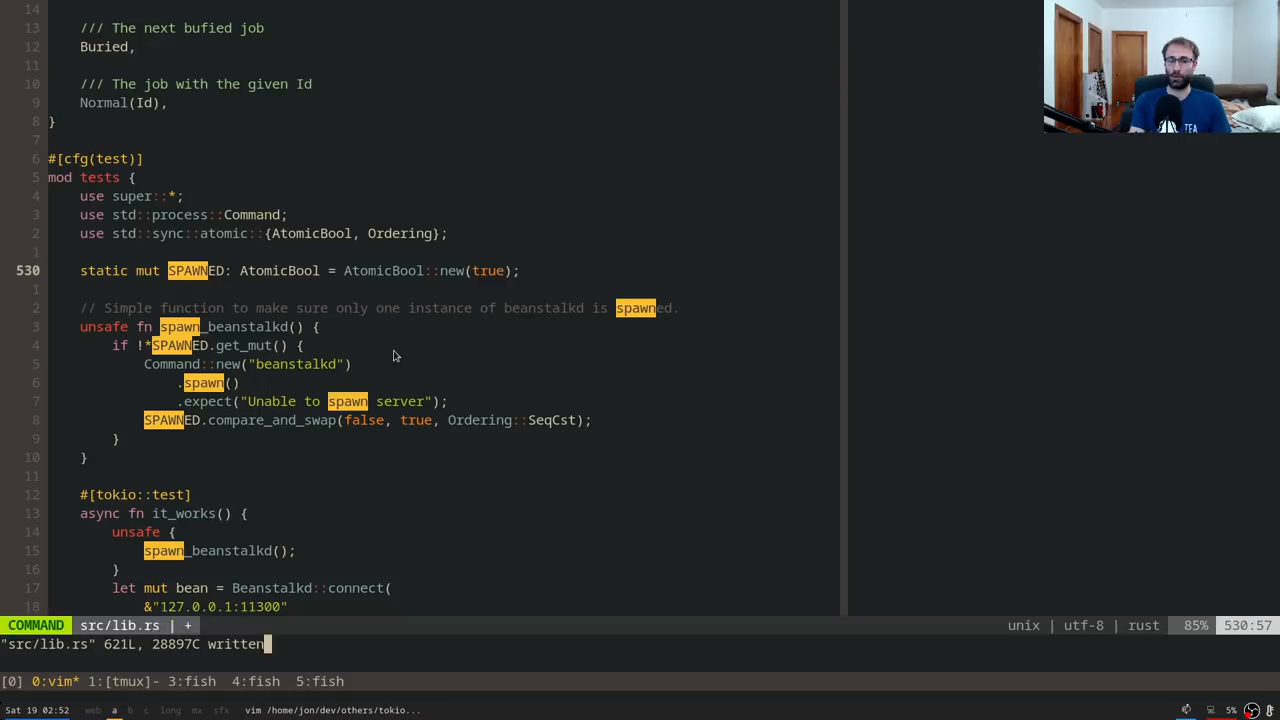 14
13 /// The next bufied job
12 Buried,
11
10 /// The job with the given Id
9 Normal(Id),
8 }
7
6 #[cfg(test)]
5 mod tests {
4 use super::*;
3 use std::process::Command;
2 use std::sync::atomic::{AtomicBool, Ordering};
1
530 static mut SPAWNED: AtomicBool = AtomicBool::new(true);
1
2 // Simple function to make sure only one instance of beanstalkd is spawned.
3 unsafe fn spawn_beanstalkd() {
4 if !*SPAWNED.get_mut() {
5 Command::new("beanstalkd")
6 .spawn()
7 .expect("Unable to spawn server");
8 SPAWNED.compare_and_swap(false, true, Ordering::SeqCst);
9 }
10 }
11
12 #[tokio::test]
13 async fn it_works() {
14 unsafe {
15 spawn_beanstalkd();
16 }
17 let mut bean = Beanstalkd::connect(
18 &"127.0.0.1:11300"
COMMAND src/lib.rs | + unix | utf-8 | rust 85% 530:57
"src/lib.rs" 621L, 28897C written
[0] 0:vim* 1:[tmux]- 3:fish 4:fish 5:fish
Sat 19 02:52 web a b c long mx sfx vim /home/jon/dev/others/tokio... 5%
TEA